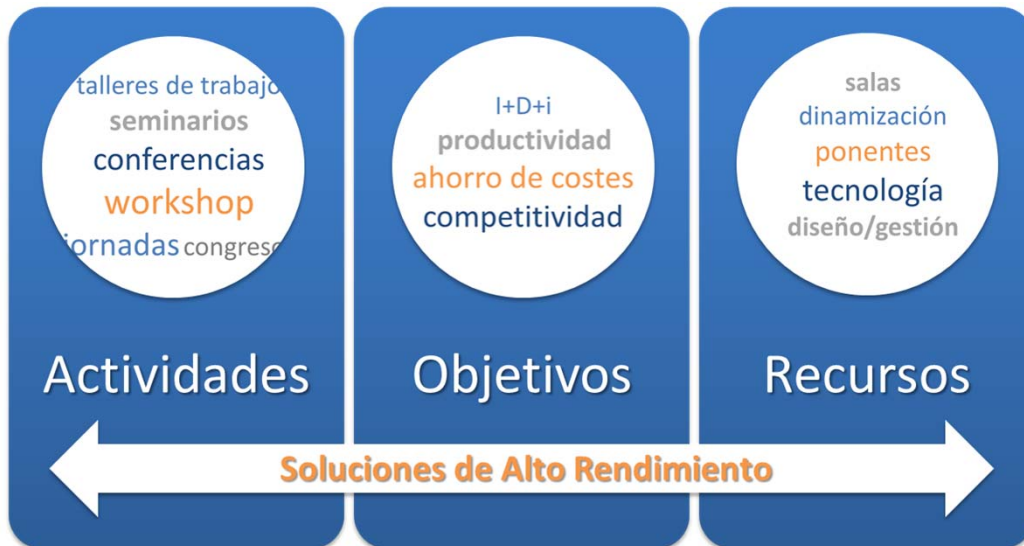 talleres de trabajo
seminarios
conferencias
workshop
jornadas congreso
Actividades
I+D+i
productividad
ahorro de costes
competitividad
Objetivos
salas
dinamización
ponentes
tecnología
diseño/gestión
Recursos
Soluciones de Alto Rendimiento